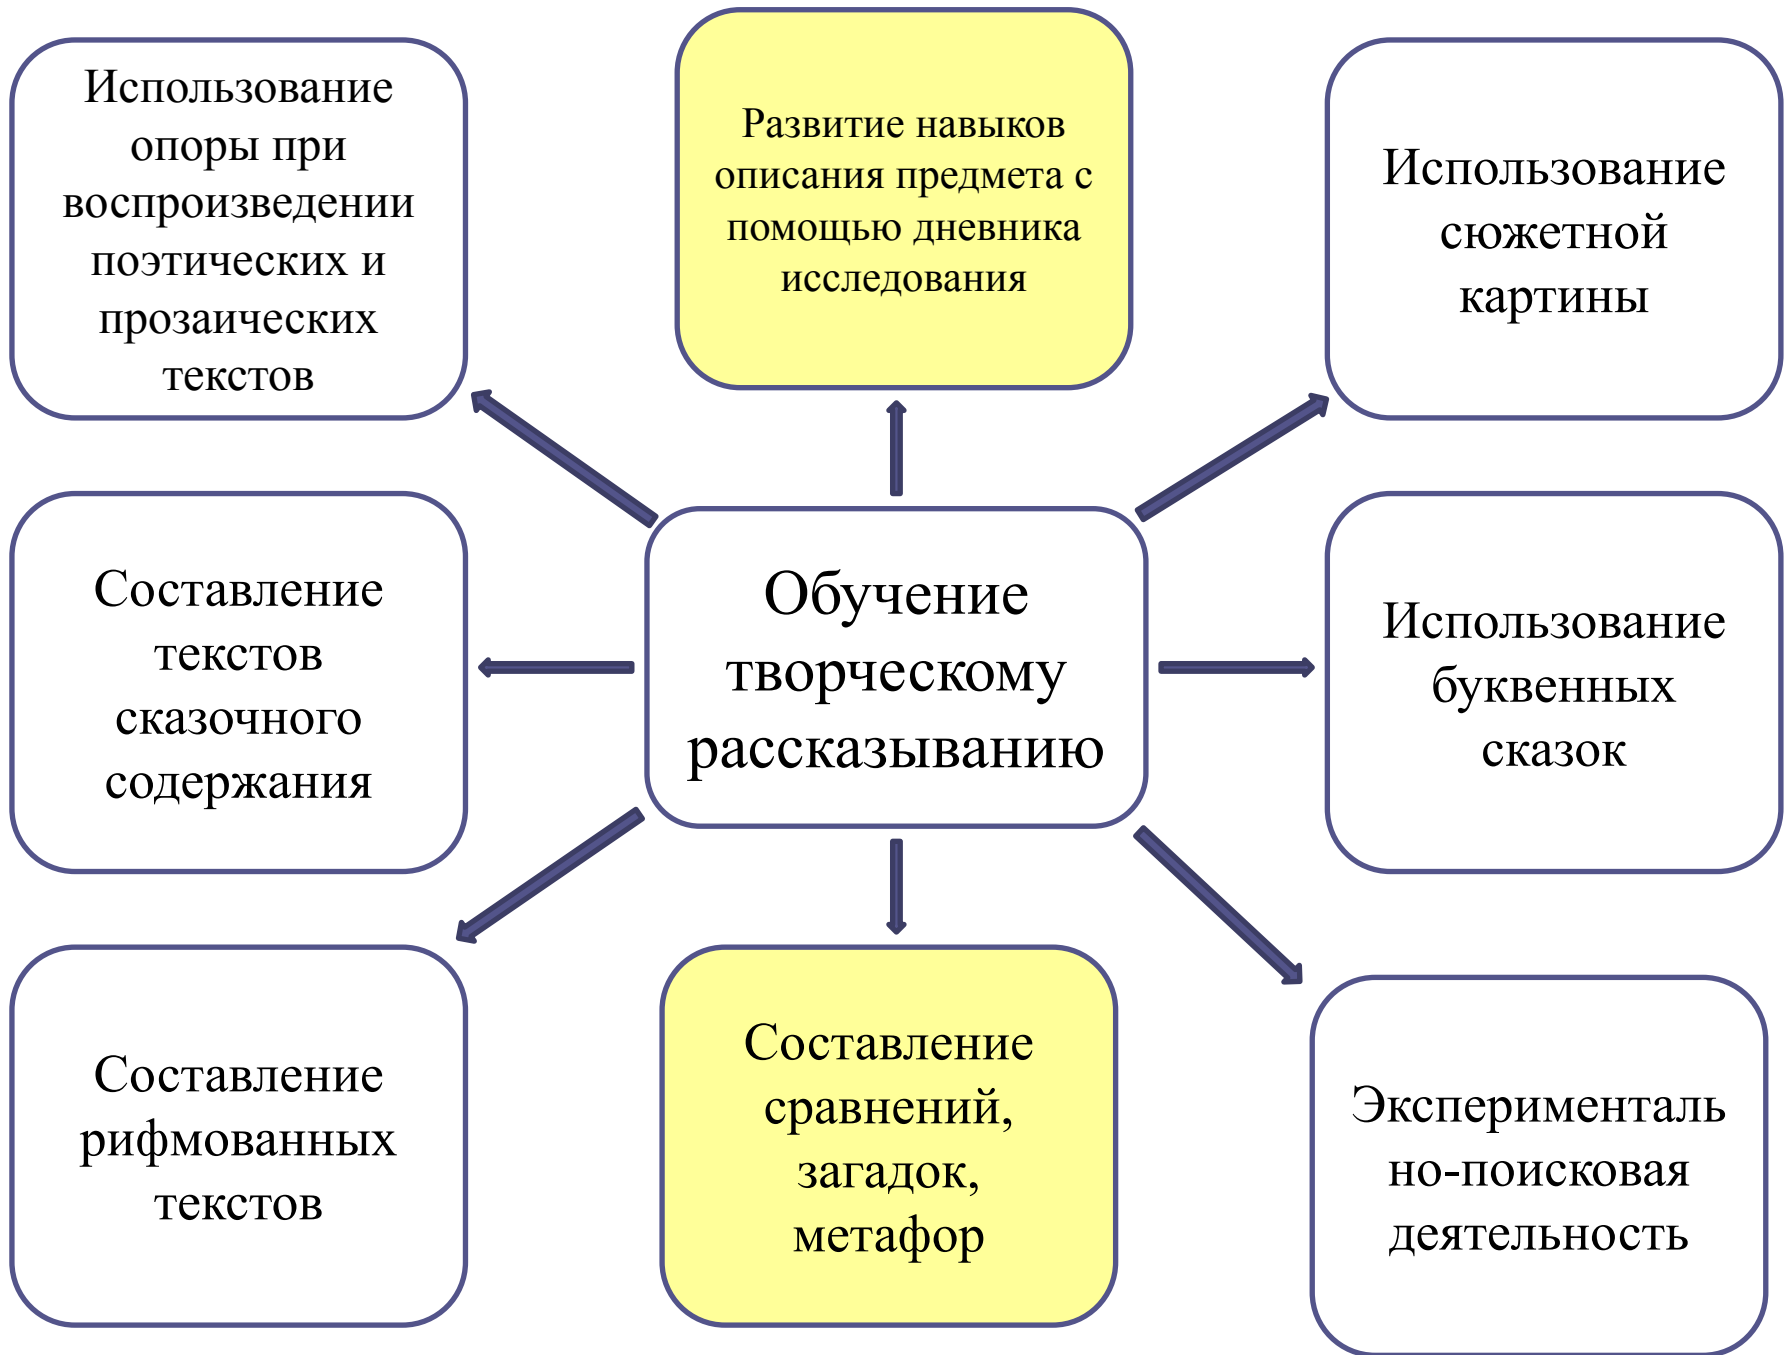 Использование
опоры при
воспроизведении
поэтических и
прозаических
текстов
Развитие навыков
описания предмета с
помощью дневника
исследования
Использование
сюжетной
картины
Составление
текстов
сказочного
содержания
Обучение
творческому
рассказыванию
Использование
буквенных
сказок
Составление
рифмованных
текстов
Составление
сравнений,
загадок,
метафор
Эксперименталь
но-поисковая
деятельность